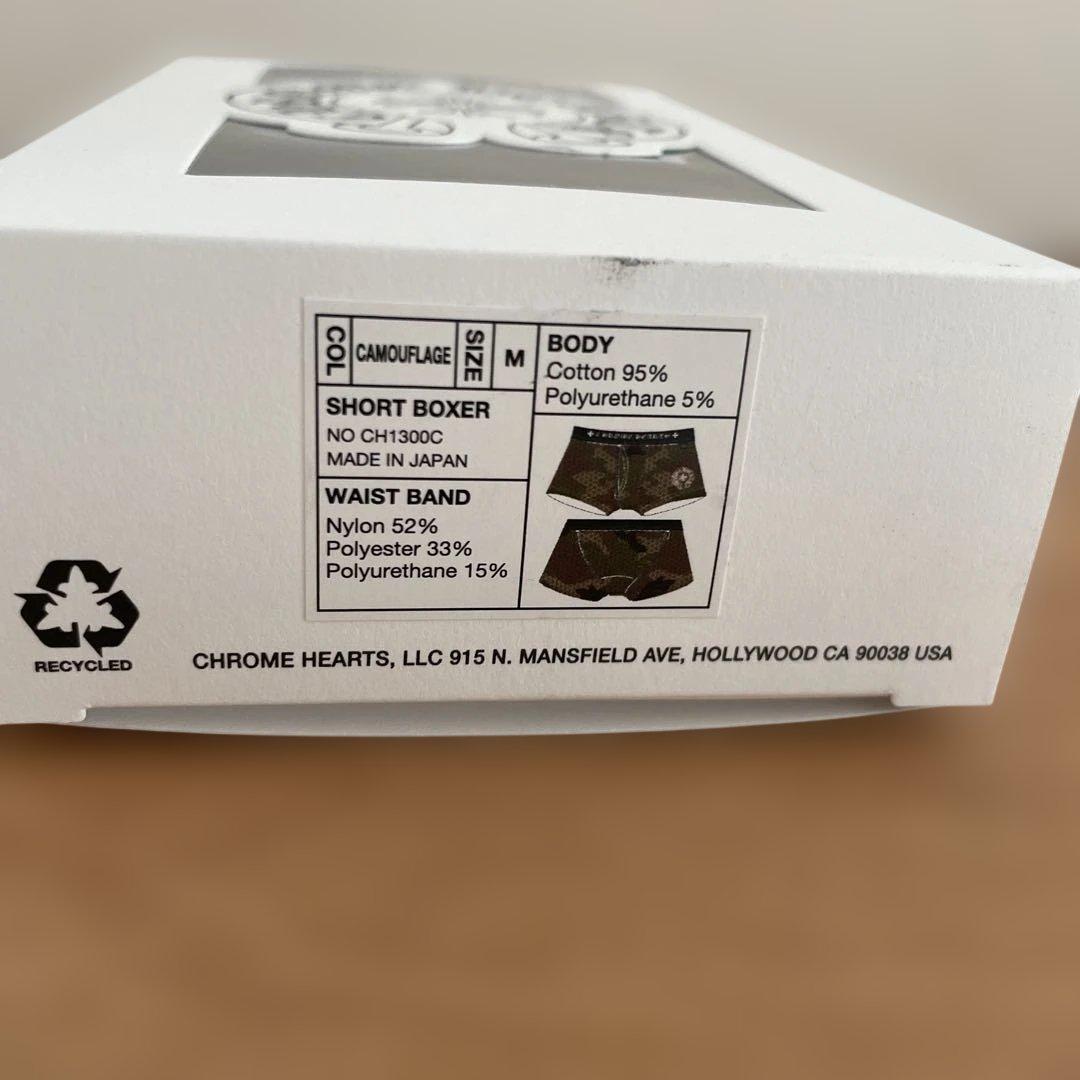 COL CAMOUFLAGE SIZE M
SHORT BOXER
NO CH1300C
MADE IN JAPAN
WAIST BAND
Nylon 52%
Polyester 33%
Polyurethane 15%
BODY
Cotton 95%
Polyurethane 5%
RECYCLED
CHROME HEARTS, LLC 915 N. MANSFIELD AVE, HOLLYWOOD CA 90038 USA